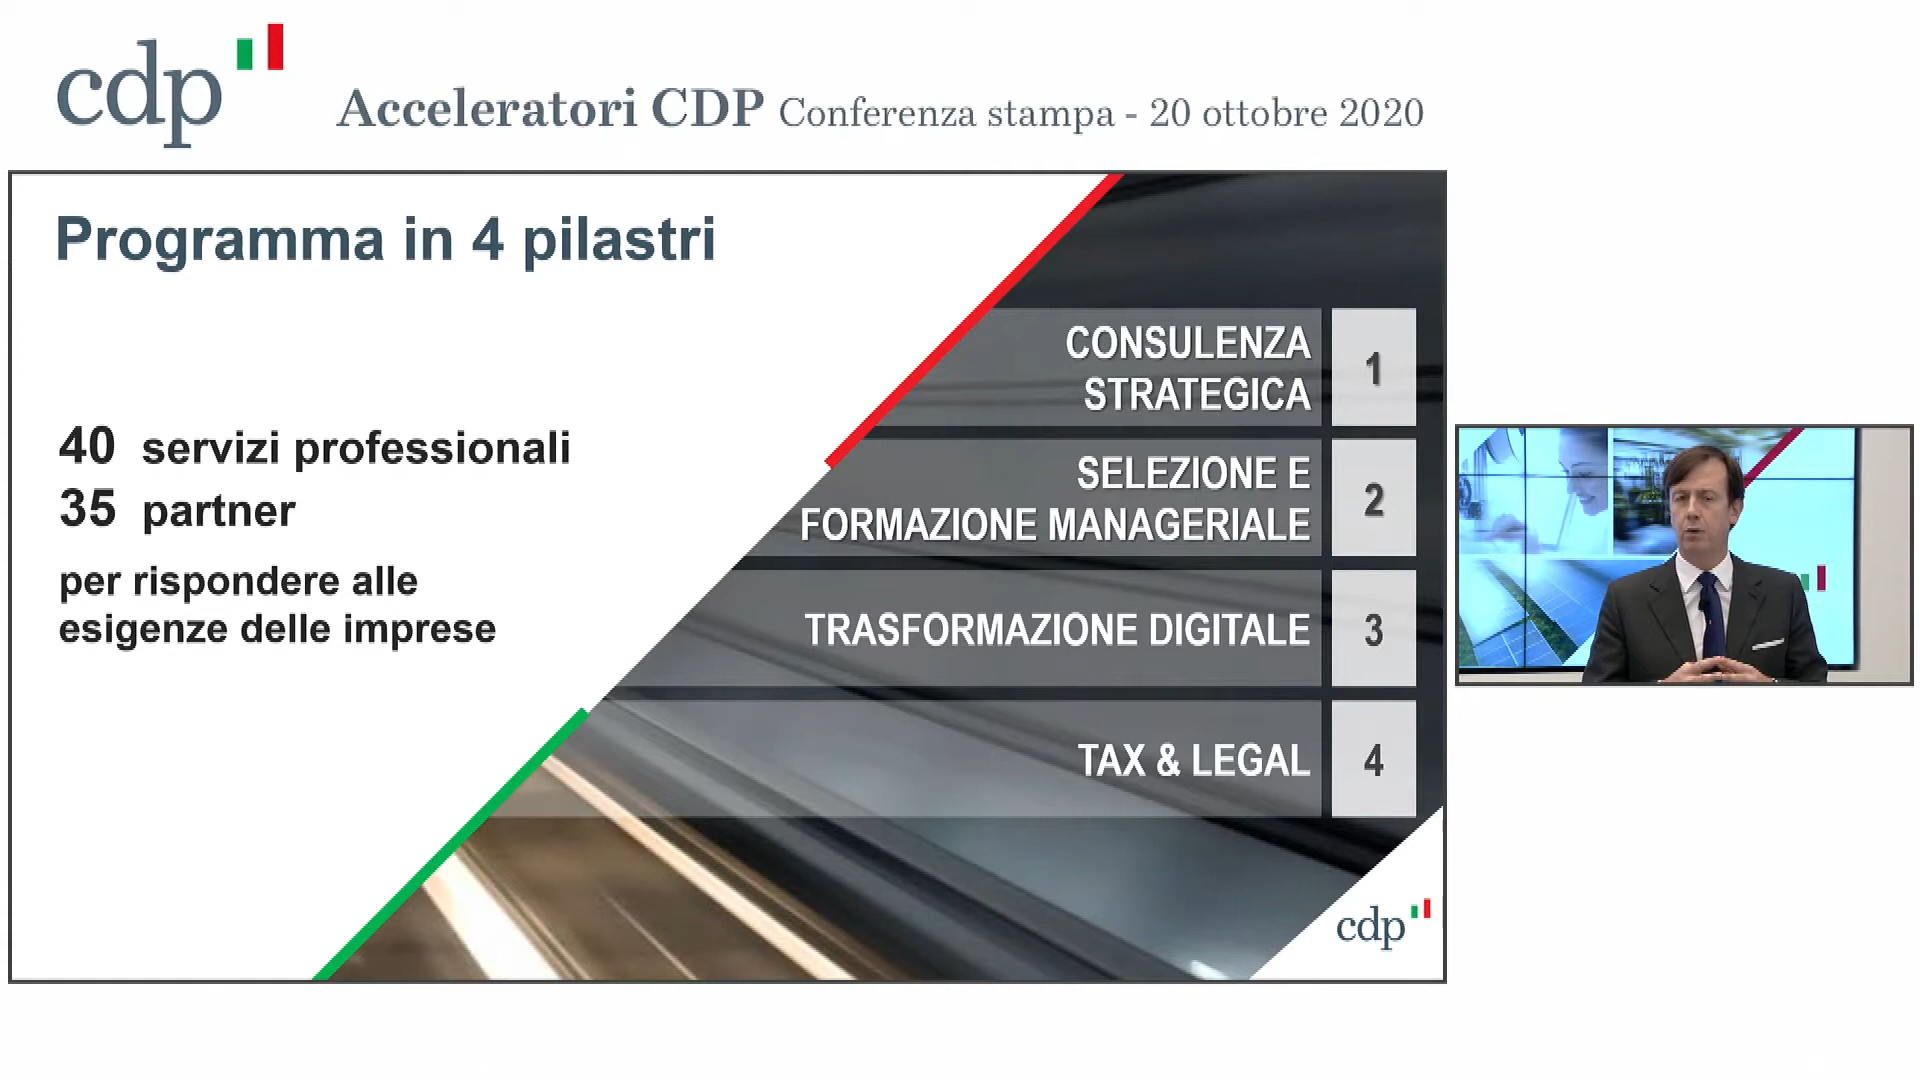 cdp
Acceleratori CDP Conferenza stampa - 20 ottobre 2020
Programma in 4 pilastri
40 servizi professionali
35 partner
per rispondere alle
esigenze delle imprese
CONSULENZA
STRATEGICA
1
SELEZIONE E
FORMAZIONE MANAGERIALE
2
TRASFORMAZIONE DIGITALE
3
TAX & LEGAL
4
cdp